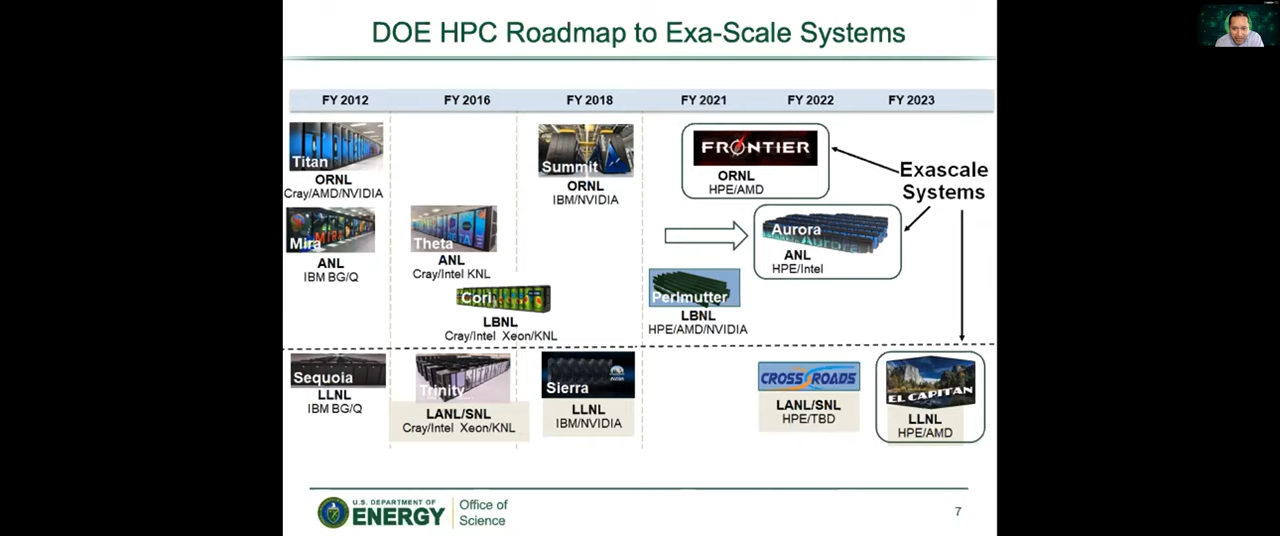 DOE HPC Roadmap to Exa-Scale Systems
FY 2012
FY 2016
FY 2018
FY 2021
FY 2022
FY 2023
Titan
ORNL
Cray/AMD/NVIDIA
Summit
ORNL
IBM/NVIDIA
FRONTIER
ORNL
HPE/AMD
Exascale
Systems
Mira
ANL
IBM BG/Q
Theta
ANL
Cray/Intel KNL
Aurora
ANL
HPE/Intel
Cori
LBNL
Cray/Intel Xeon/KNL
Perlmutter
LBNL
HPE/AMD/NVIDIA
Sequoia
LLNL
IBM BG/Q
Trinity
LANL/SNL
Cray/Intel Xeon/KNL
Sierra
LLNL
IBM/NVIDIA
CROSSROADS
LANL/SNL
HPE/TBD
EL CAPITAN
LLNL
HPE/AMD
U.S. DEPARTMENT OF
ENERGY
Office of
Science
7